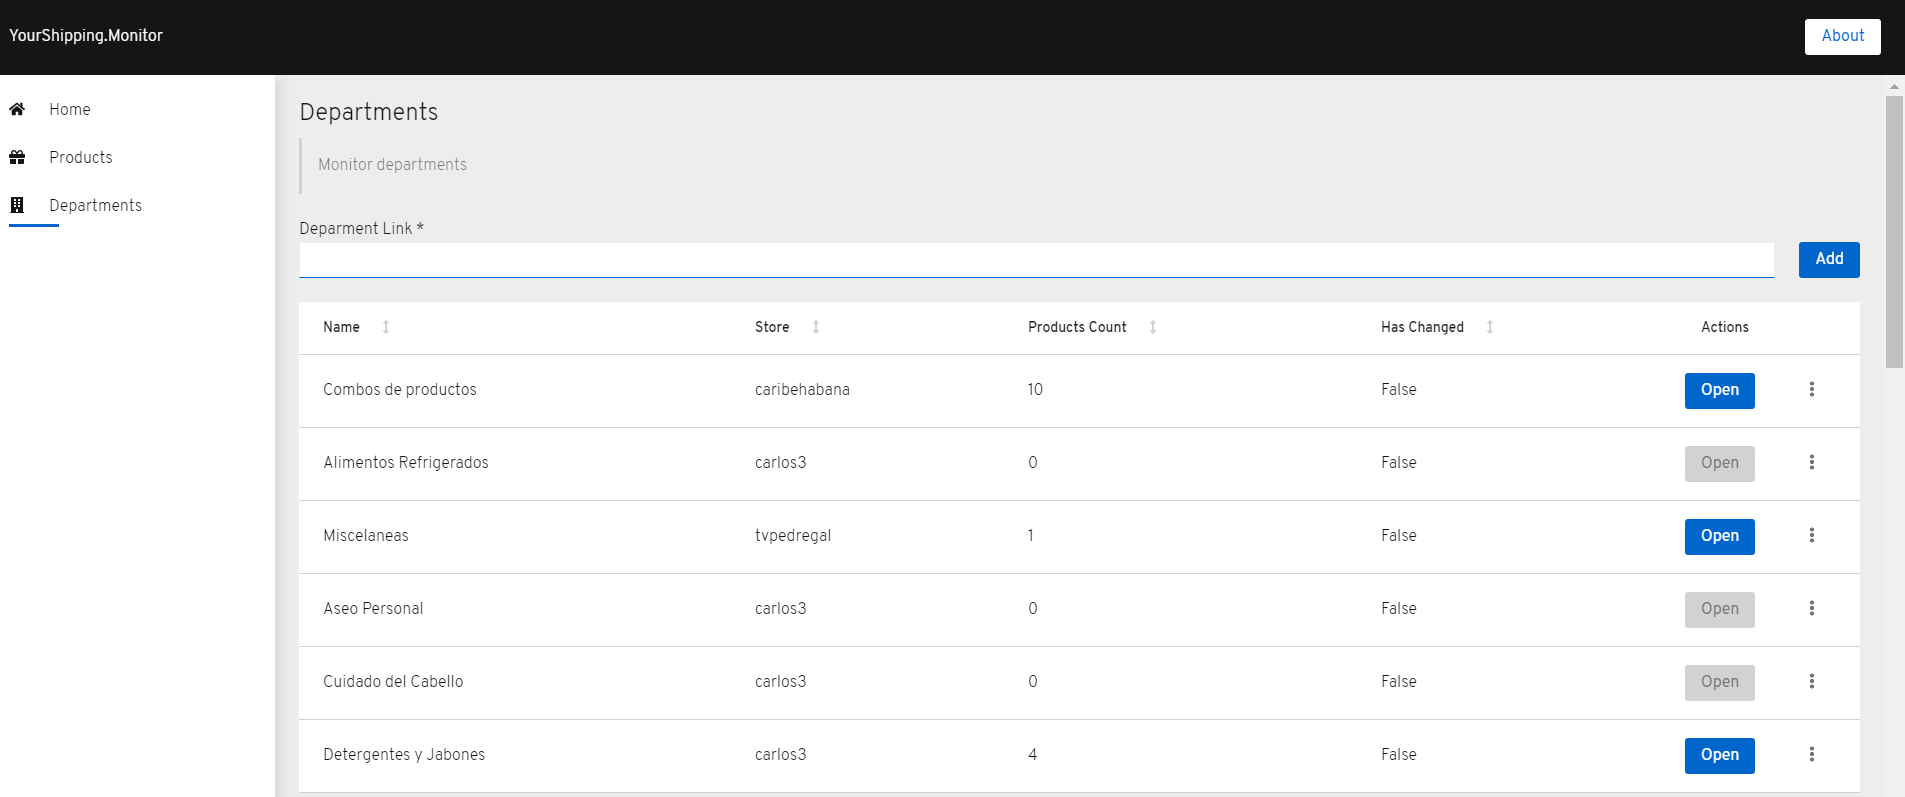 YourShipping.Monitor
About
Home
Products
Departments
Departments
Monitor departments
Deparment Link *
Add
Name Store Products Count Has Changed Actions
Combos de productos caribehabana 10 False Open
Alimentos Refrigerados carlos3 0 False Open
Miscelaneas tvpedregal 1 False Open
Aseo Personal carlos3 0 False Open
Cuidado del Cabello carlos3 0 False Open
Detergentes y Jabones carlos3 4 False Open